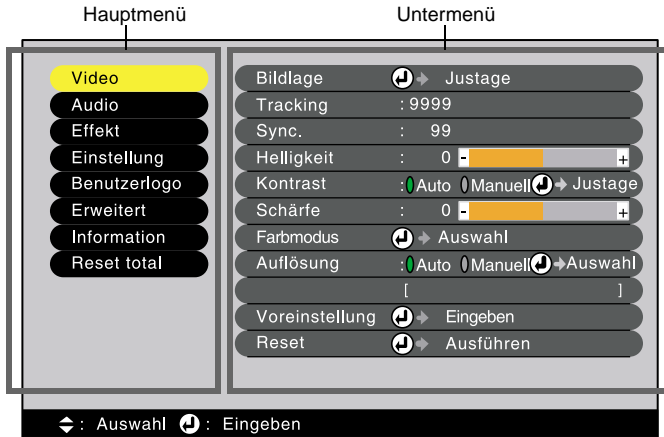 Hauptmenü
Untermenü
Video
Audio
Effekt
Einstellung
Benutzerlogo
Erweitert
Information
Reset total
Bildlage Justage
Tracking : 9999
Sync. : 99
Helligkeit : 0 - +
Kontrast : Auto Manuell Justage
Schärfe : 0 - +
Farbmodus Auswahl
Auflösung : Auto Manuell Auswahl
[ ]
Voreinstellung Eingeben
Reset Ausführen
: Auswahl : Eingeben